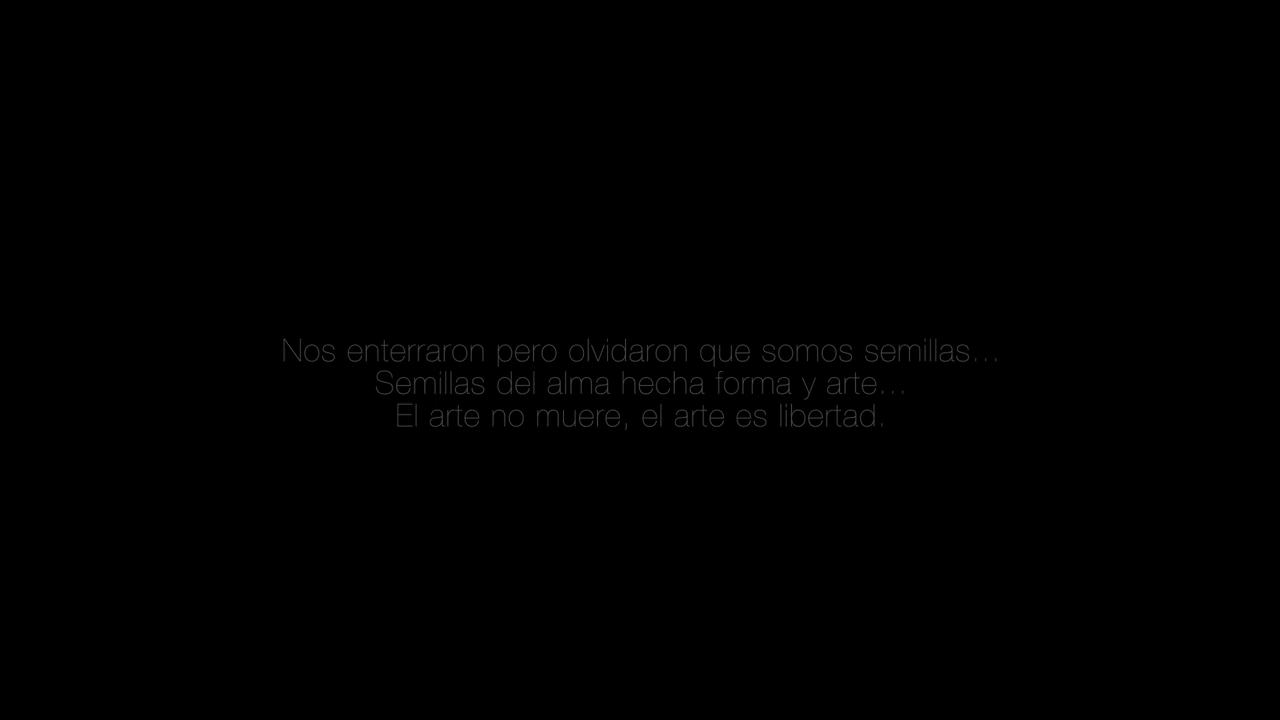 Nos enterraron pero olvidaron que somos semillas...
Semillas del alma hecha forma y arte...
El arte no muere, el arte es libertad.